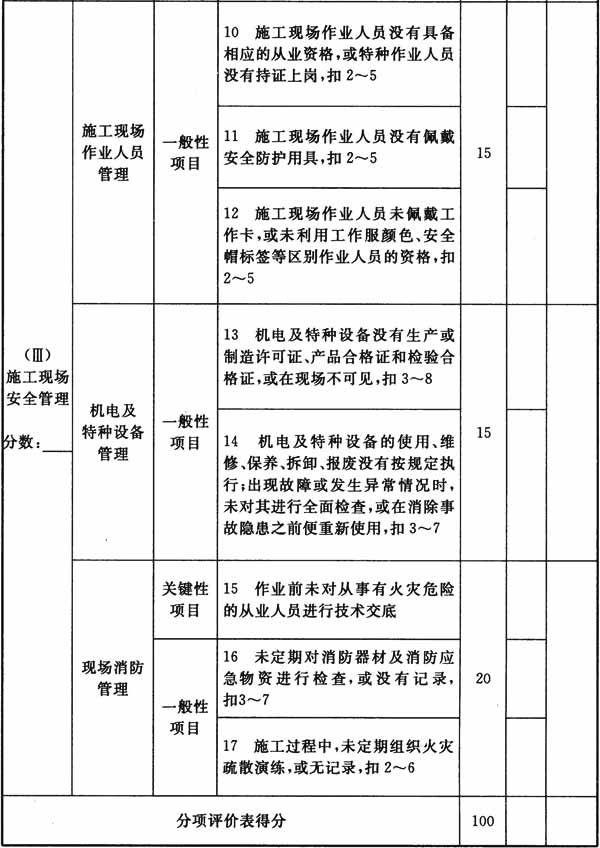 (Ⅲ)
施工现场
安全管理
分数：
施工现场
作业人员
管理
一般性
项目
10 施工现场作业人员没有具备
相应的从业资格,或特种作业人员
没有持证上岗,扣 2～5
11 施工现场作业人员没有佩戴
安全防护用具,扣 2～5
12 施工现场作业人员未佩戴工
作卡,或未利用工作服颜色、安全
帽标签等区别作业人员的资格,扣
2～5
15
机电及
特种设备
管理
一般性
项目
13 机电及特种设备没有生产或
制造许可证、产品合格证和检验合
格证,或在现场不可见,扣 3～8
14 机电及特种设备的使用、维
修、保养、拆卸、报废没有按规定执
行;出现故障或发生异常情况时,
未对其进行全面检查,或在消除事
故隐患之前便重新使用,扣 3～7
15
现场消防
管理
关键性
项目
15 作业前未对从事有火灾危险
的从业人员进行技术交底
一般性
项目
16 未定期对消防器材及消防应
急物资进行检查,或没有记录,
扣3～7
17 施工过程中,未定期组织火灾
疏散演练,或无记录,扣 2～6
20
分项评价表得分
100